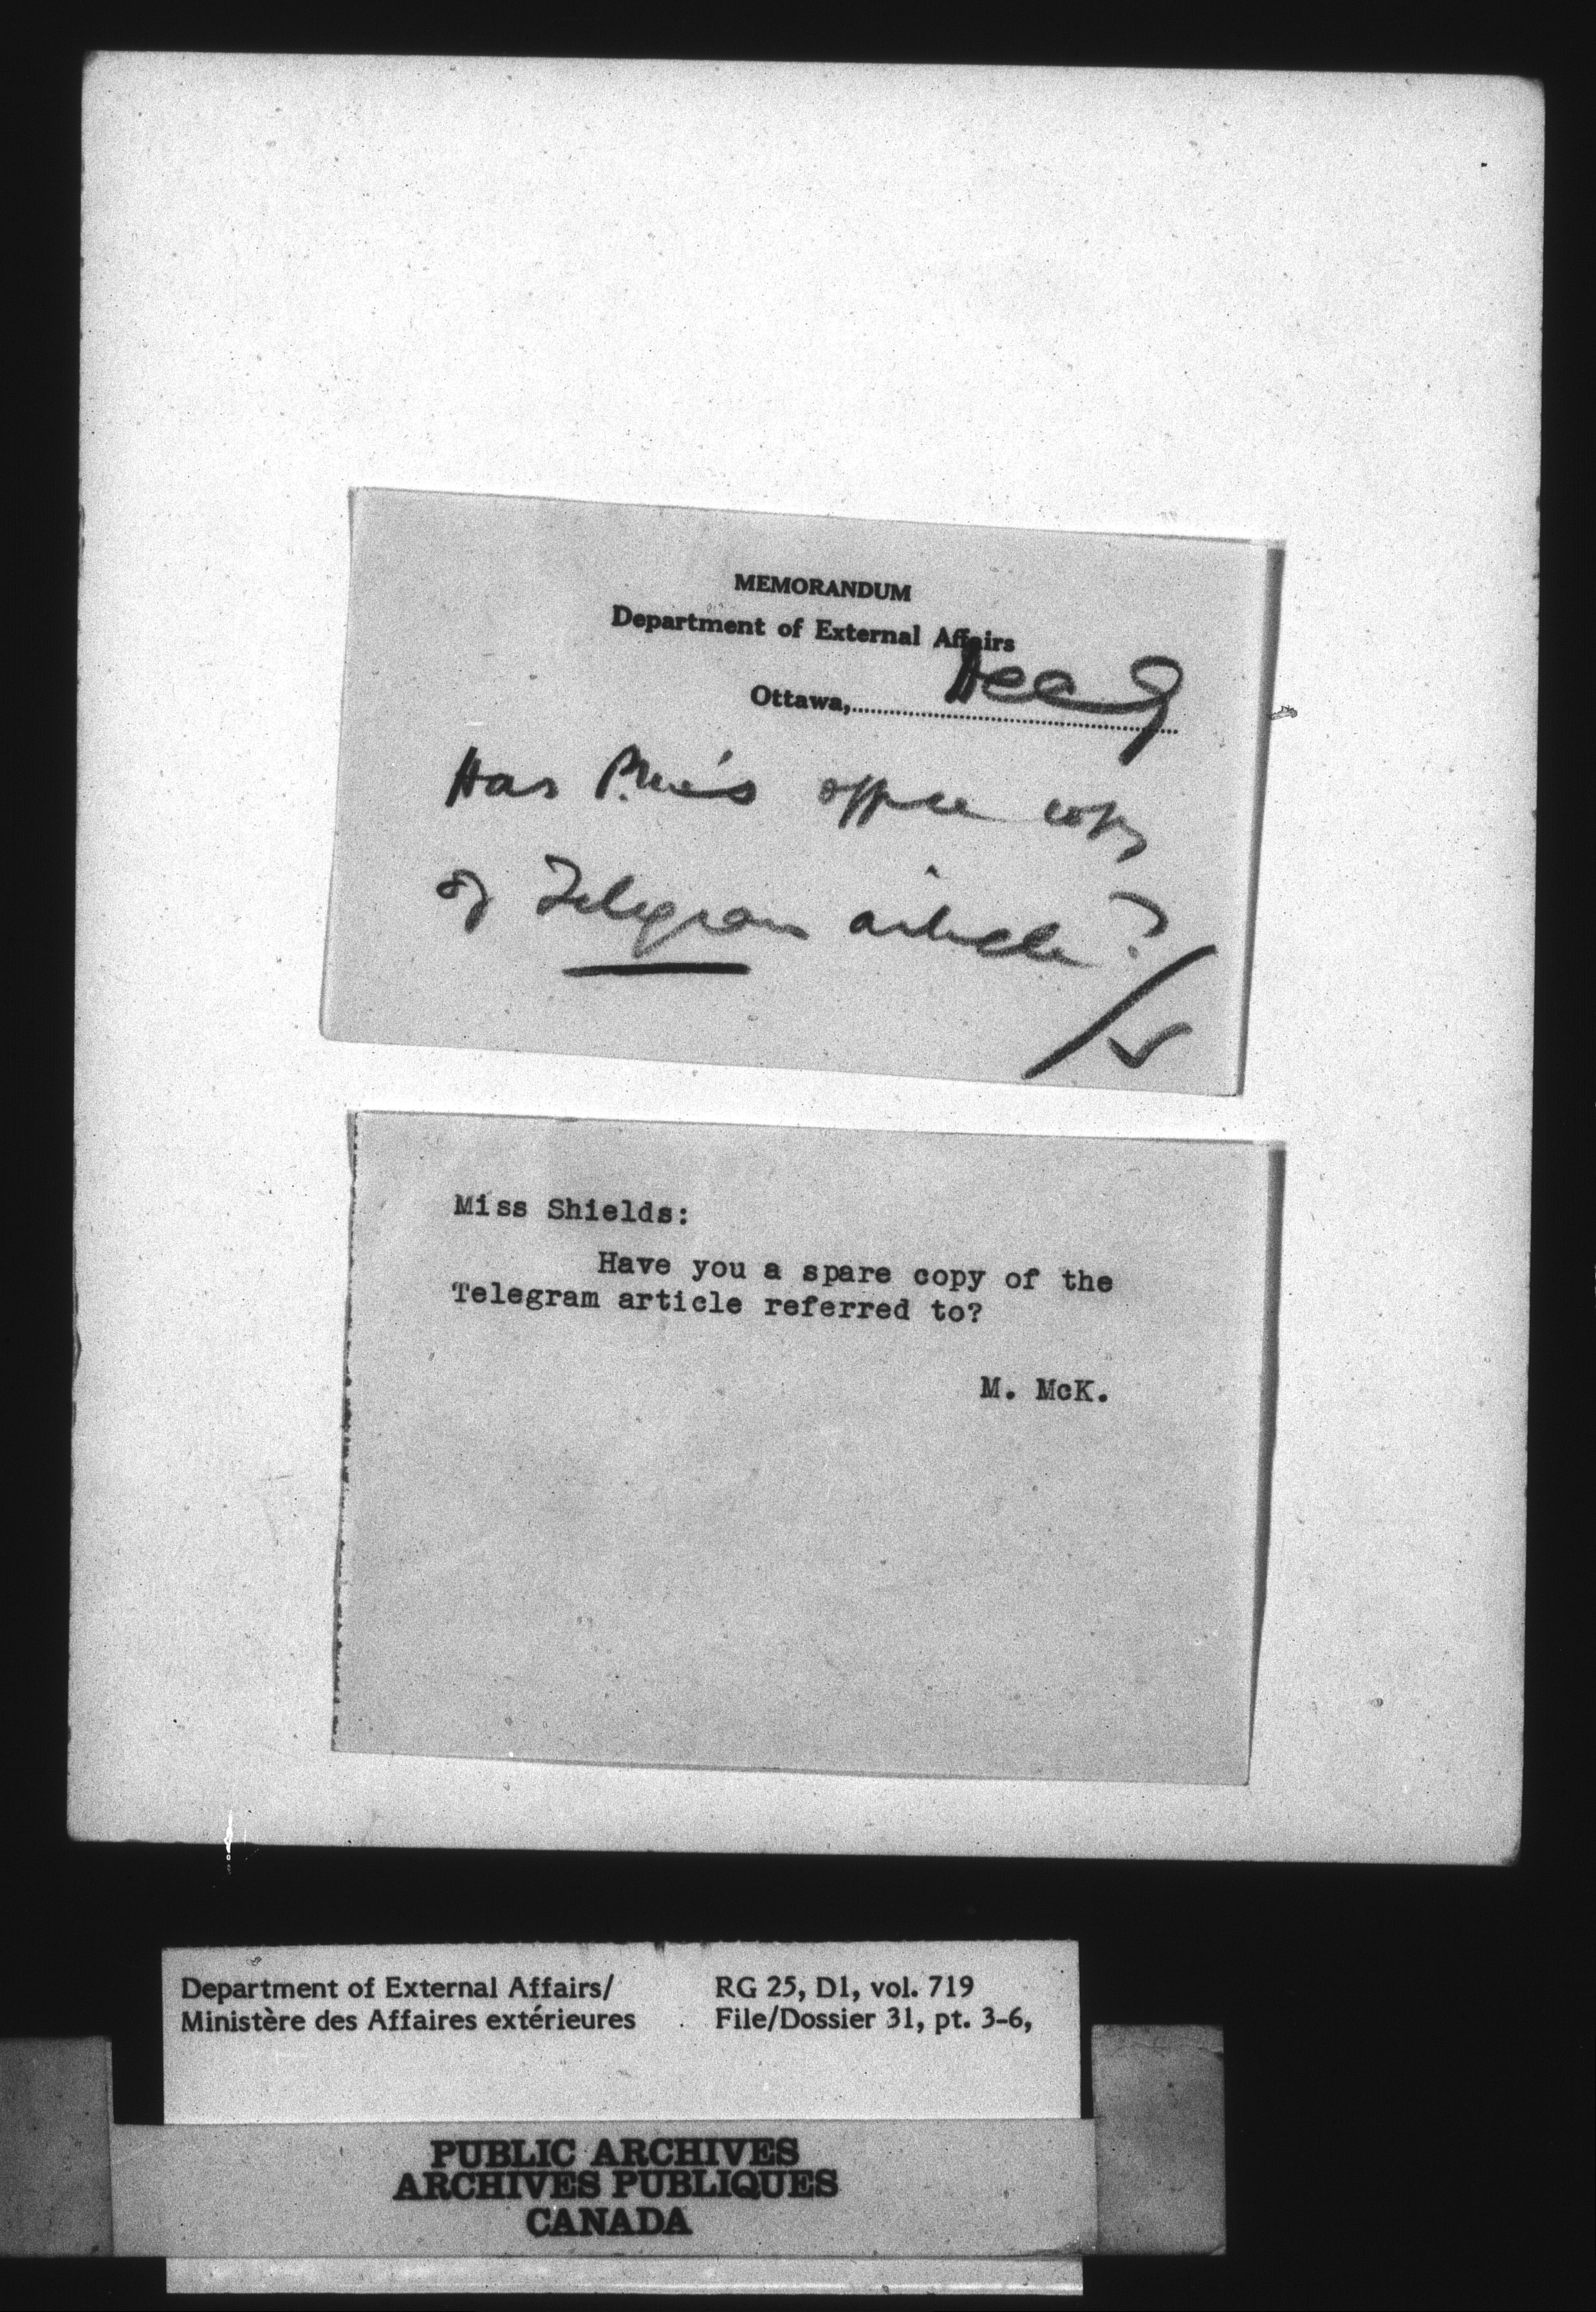 MEMORANDUM
Department of External Affairs
Ottawa,
Has P.M.'s office copy
of Telegram article?
Miss Shields:
Have you a spare copy of the
Telegram article referred to?
M. McK.
Department of External Affairs/
Ministère des Affaires extérieures
RG 25, D1, vol. 719
File/Dossier 31, pt. 3-6,
PUBLIC ARCHIVES
ARCHIVES PUBLIQUES
CANADA